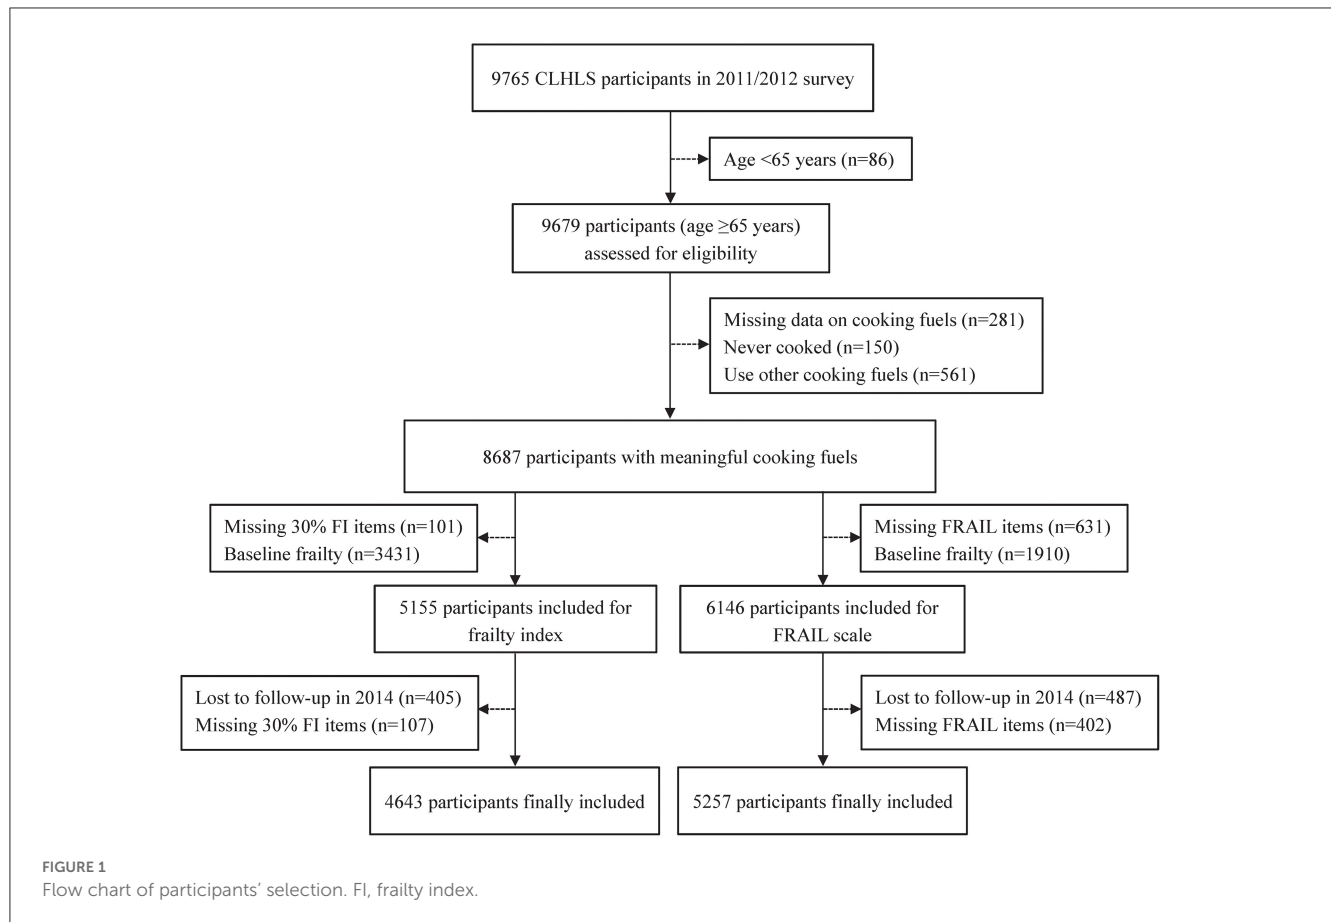 9765 CLHLS participants in 2011/2012 survey
Age <65 years (n=86)
9679 participants (age ≥65 years)
assessed for eligibility
Missing data on cooking fuels (n=281)
Never cooked (n=150)
Use other cooking fuels (n=561)
8687 participants with meaningful cooking fuels
Missing 30% FI items (n=101)
Baseline frailty (n=3431)
Missing FRAIL items (n=631)
Baseline frailty (n=1910)
5155 participants included for
frailty index
6146 participants included for
FRAIL scale
Lost to follow-up in 2014 (n=405)
Missing 30% FI items (n=107)
Lost to follow-up in 2014 (n=487)
Missing FRAIL items (n=402)
4643 participants finally included
5257 participants finally included
FIGURE 1
Flow chart of participants’ selection. FI, frailty index.